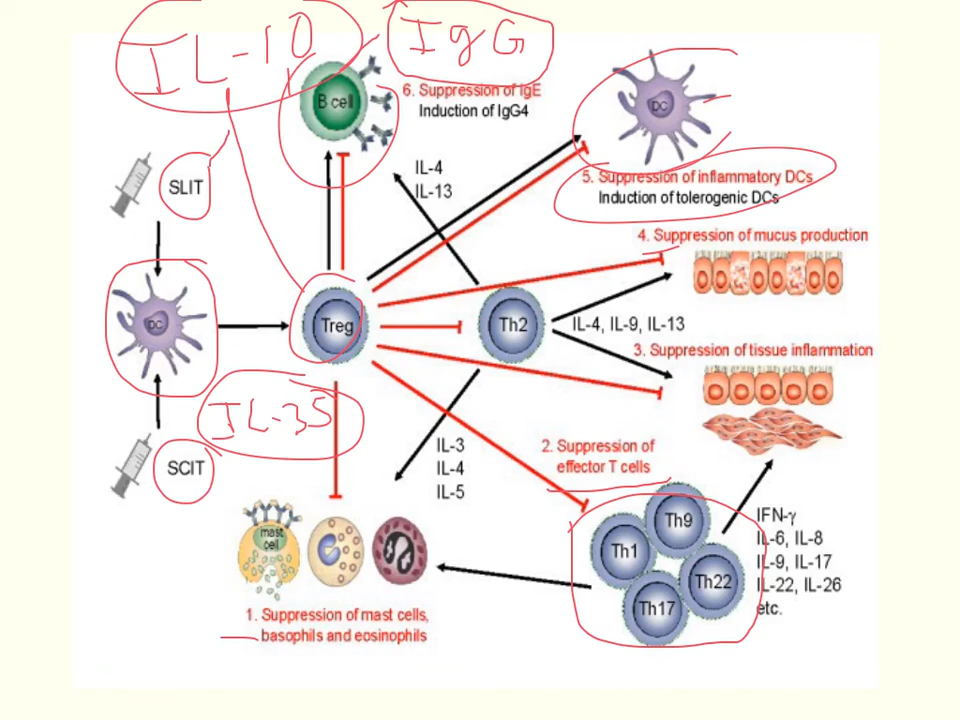 IL-10
IgG
B cell
6. Suppression of IgE
Induction of IgG4
DC
IL-4
IL-13
5. Suppression of inflammatory DCs
Induction of tolerogenic DCs
SLIT
4. Suppression of mucus production
DC
Treg
Th2
IL-4, IL-9, IL-13
3. Suppression of tissue inflammation
IL-35
SCIT
IL-3
IL-4
IL-5
2. Suppression of
effector T cells
mast
cell
Th9
Th1
Th22
Th17
IFN-γ
IL-6, IL-8
IL-9, IL-17
IL-22, IL-26
etc.
1. Suppression of mast cells,
basophils and eosinophils